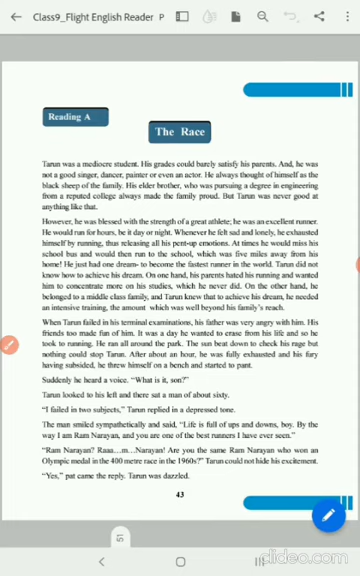 Class9_Flight English Reader P
Reading A
The Race
Tarun was a mediocre student. His grades could barely satisfy his parents. And, he was
not a good singer, dancer, painter or even an actor. He always thought of himself as the
black sheep of the family. His elder brother, who was pursuing a degree in engineering
from a reputed college always made the family proud. But Tarun was never good at
anything like that.
However, he was blessed with the strength of a great athlete; he was an excellent runner.
He would run for hours, be it day or night. Whenever he felt sad and lonely, he exhausted
himself by running, thus releasing all his pent-up emotions. At times he would miss his
school bus and would then run to the school, which was five miles away from his
home! He just had one dream- to become the fastest runner in the world. Tarun did not
know how to achieve his dream. On one hand, his parents hated his running and wanted
him to concentrate more on his studies, which he never did. On the other hand, he
belonged to a middle class family, and Tarun knew that to achieve his dream, he needed
an intensive training, the amount which was well beyond his family's reach.
When Tarun failed in his terminal examinations, his father was very angry with him. His
friends too made fun of him. It was a day he wanted to erase from his life and so he
took to running. He ran all around the park. The sun beat down to check his rage but
nothing could stop Tarun. After about an hour, he was fully exhausted and his fury
having subsided, he threw himself on a bench and started to pant.
Suddenly he heard a voice. "What is it, son?"
Tarun looked to his left and there sat a man of about sixty.
"I failed in two subjects," Tarun replied in a depressed tone.
The man smiled sympathetically and said, "Life is full of ups and downs, boy. By the
way I am Ram Narayan, and you are one of the best runners I have ever seen."
"Ram Narayan? Raaa....m...Narayan! Are you the same Ram Narayan who won an
Olympic medal in the 400 metre race in the 1960s?" Tarun could not hide his excitement.
"Yes," pat came the reply. Tarun was dazzled.
43
51
clideo.com